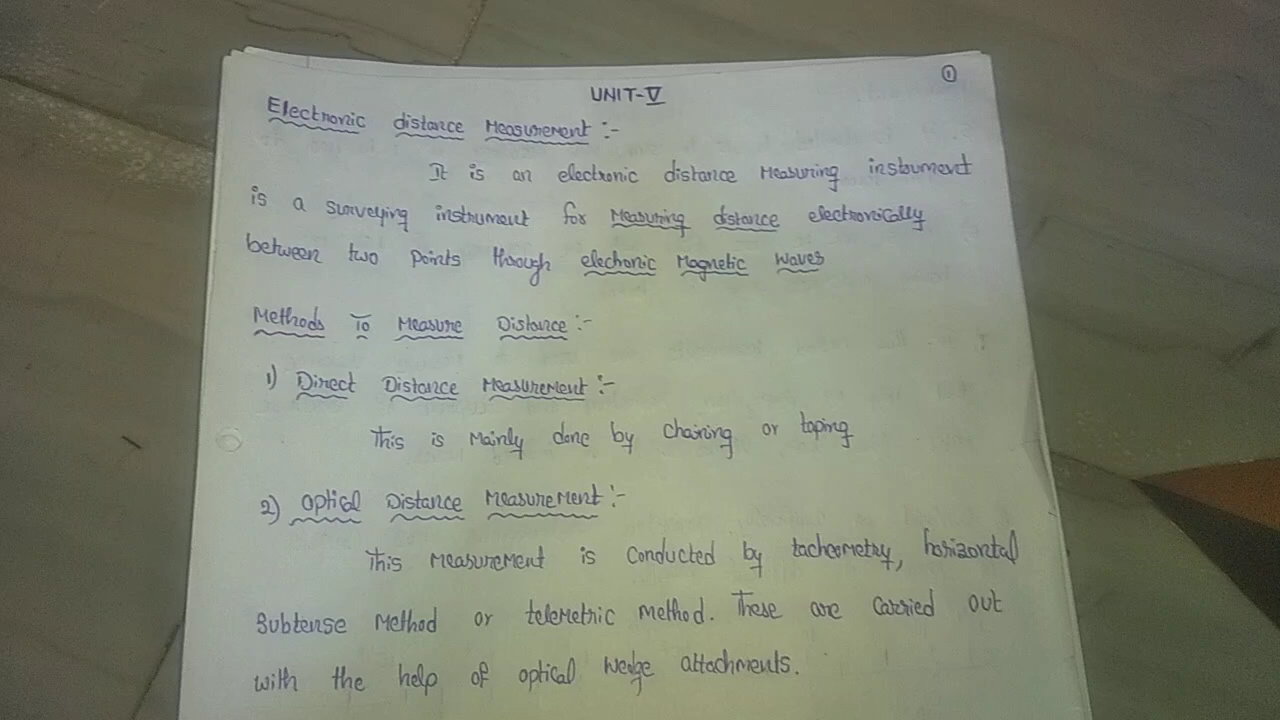 ①
UNIT-V
Electronic distance Measurement :-
It is an electronic distance Measuring instrument
is a surveying instrument for Measuring distance electronically
between two points through electronic Magnetic waves
Methods To Measure Distance :-
1) Direct Distance Measurement :-
This is Mainly done by chaining or taping
2) Optical Distance Measurement :-
This Measurement is conducted by tacheometry, horizontal
Subtense Method or telemetric method. These are carried out
with the help of optical wedge attachments.